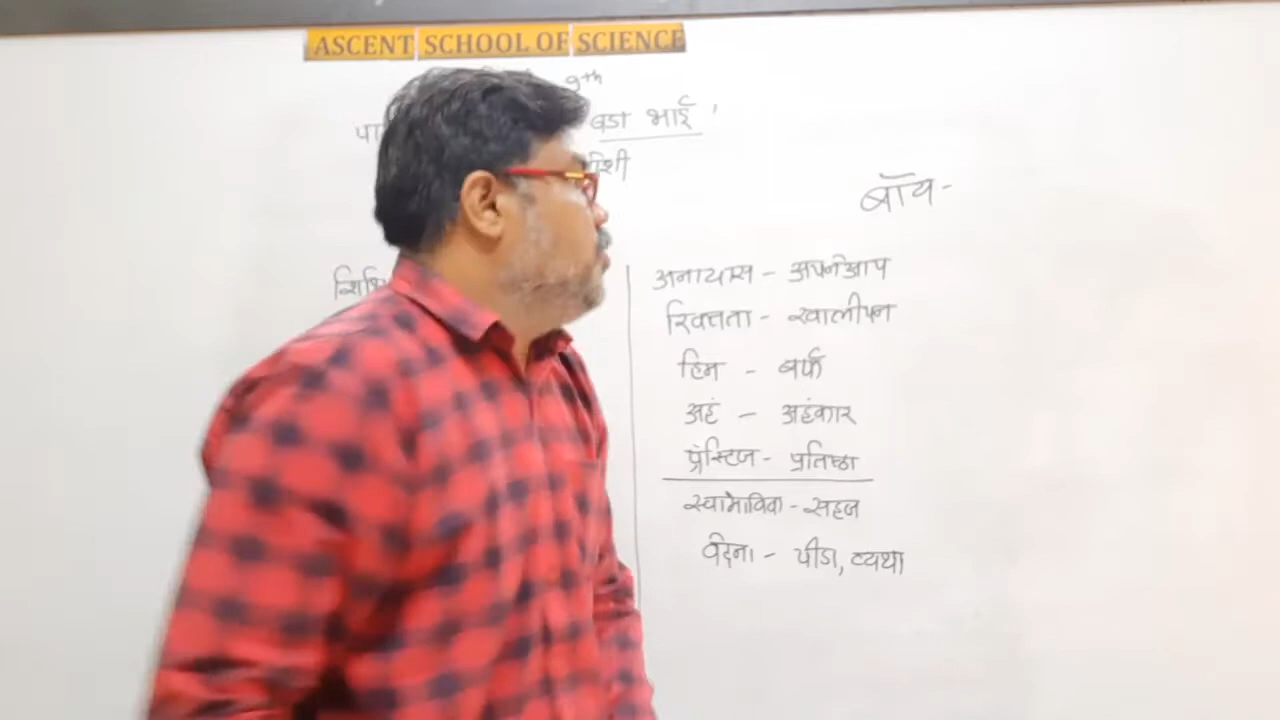 ASCENT SCHOOL OF SCIENCE
9th
बडा भाई '
बॉय-
अनायास - अपनेआप
रिक्तता - खालीपन
हिम - बर्फ
अहं - अहंकार
प्रेस्टिज - प्रतिष्ठा
स्वाभाविक - सहज
वेदना - पीडा, व्यथा